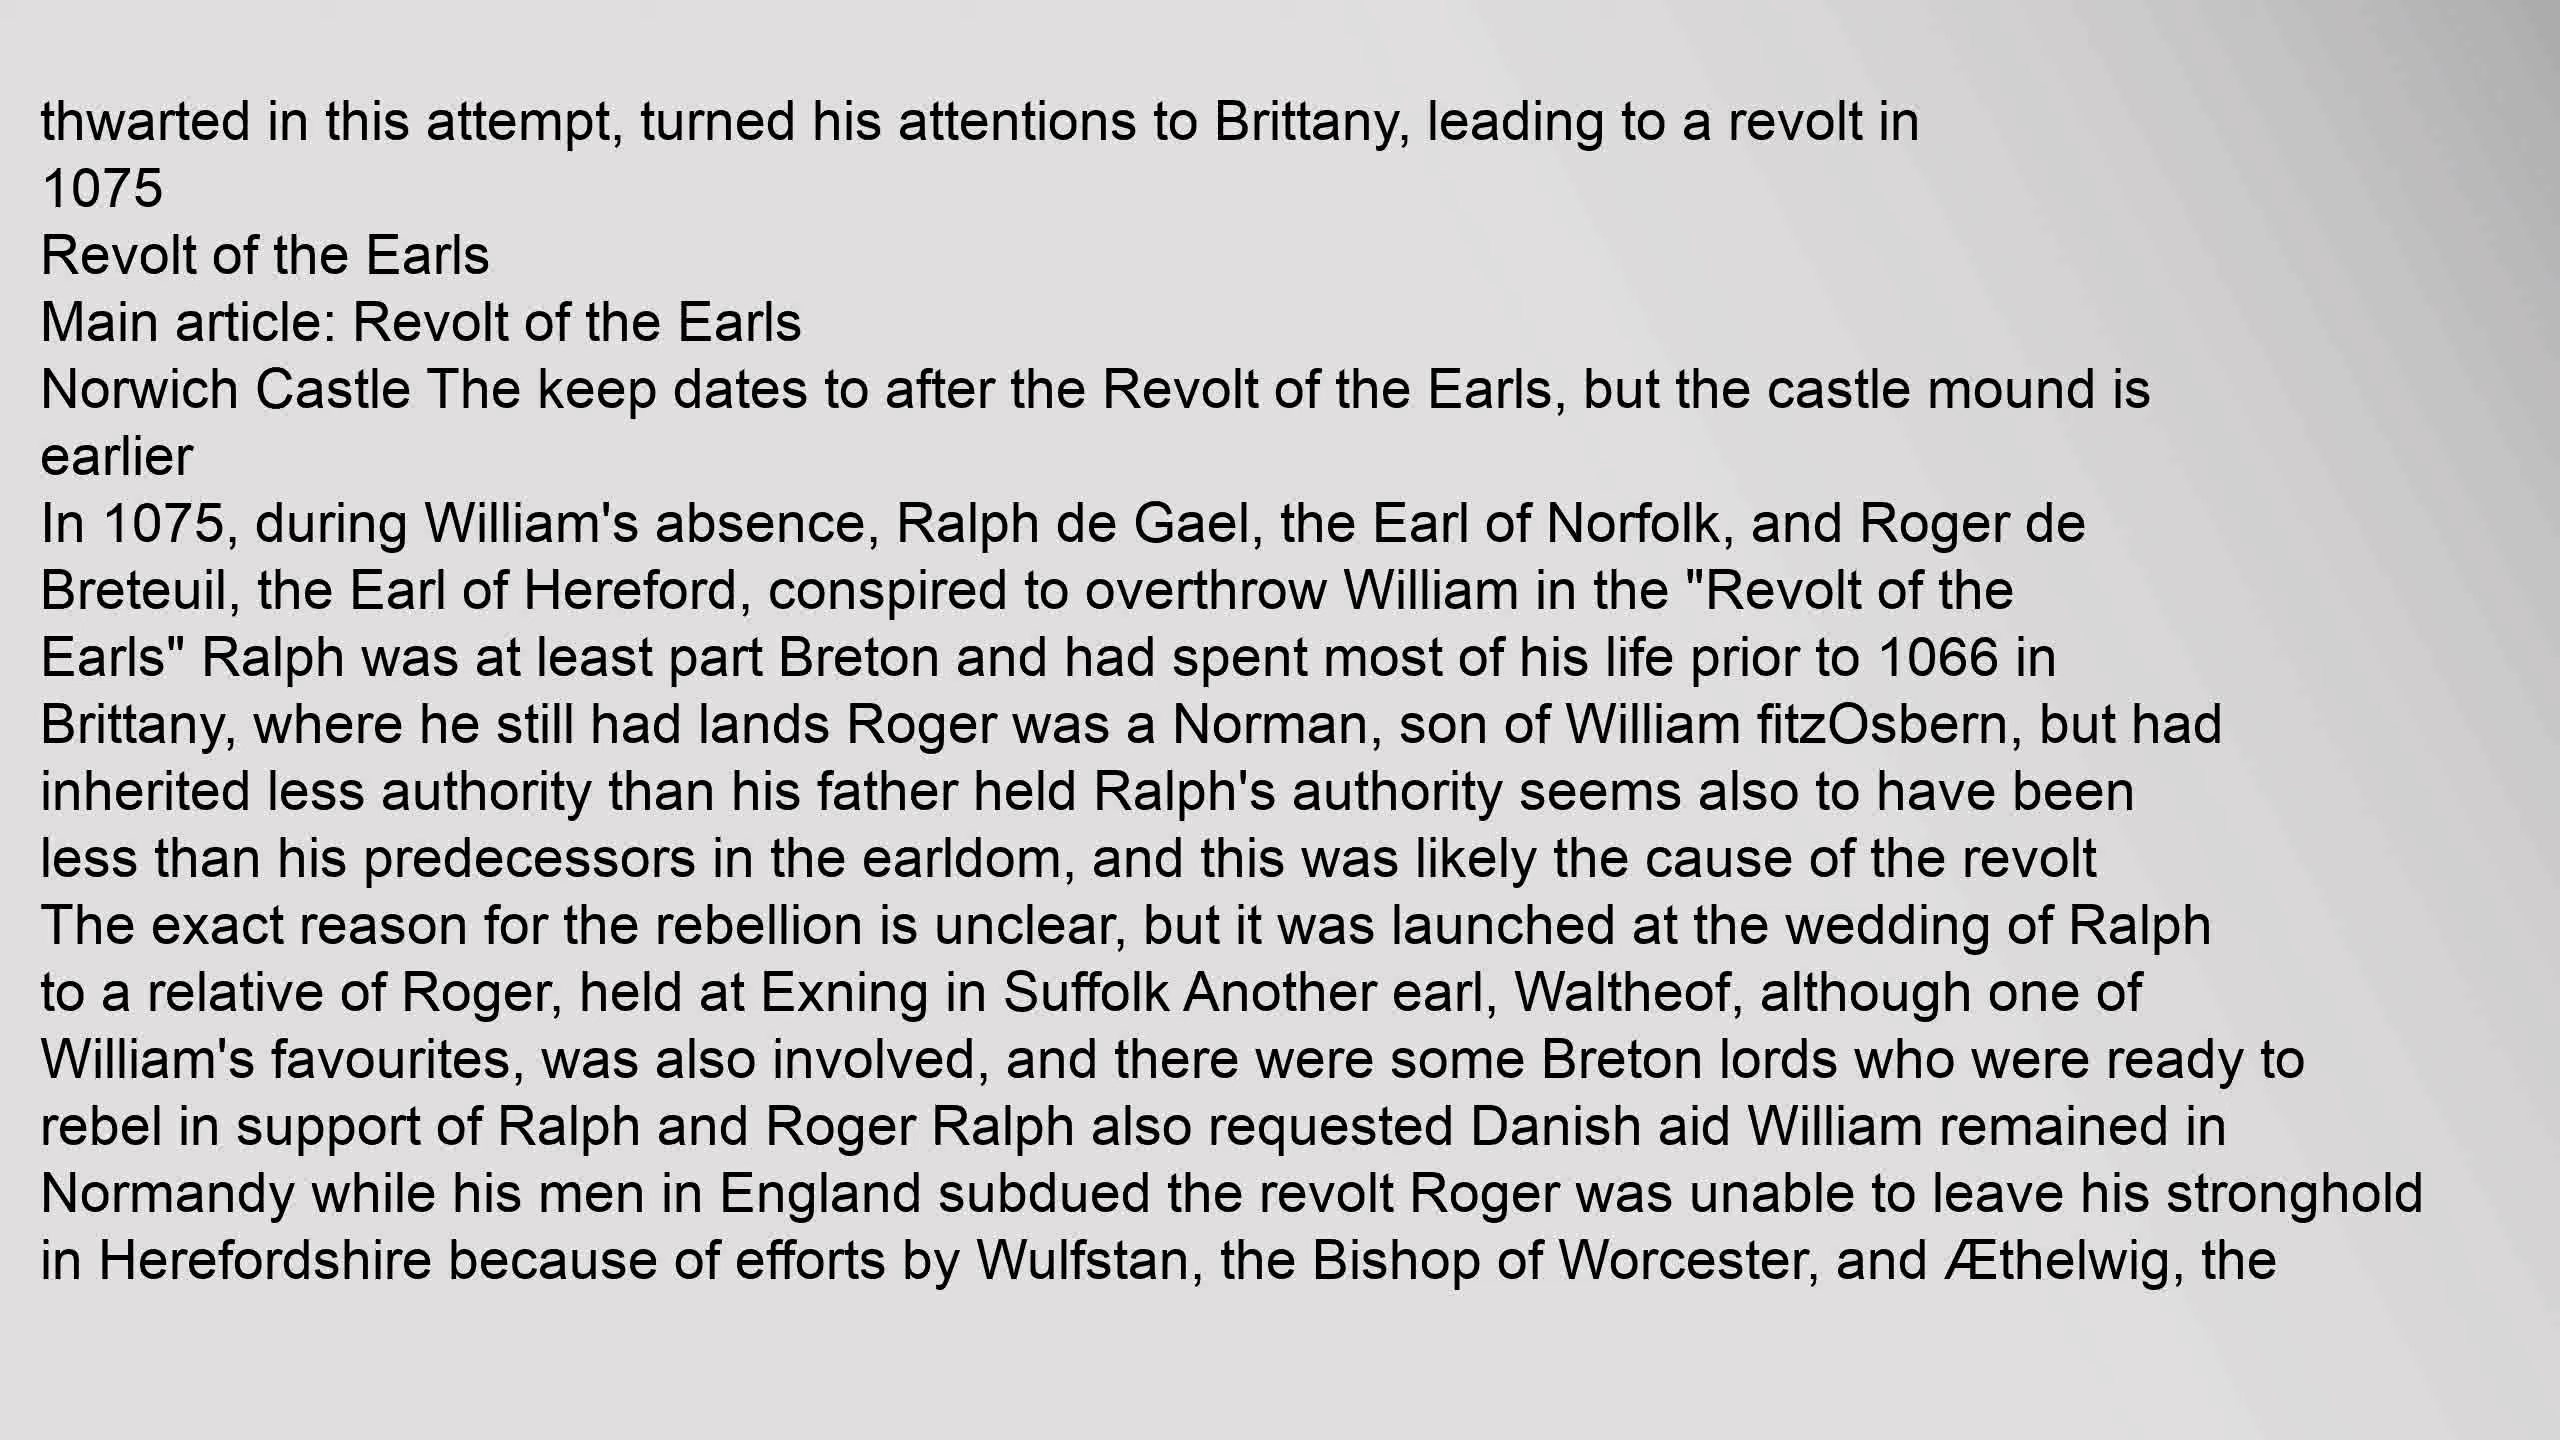 thwarted in this attempt, turned his attentions to Brittany, leading to a revolt in
1075
Revolt of the Earls
Main article: Revolt of the Earls
Norwich Castle The keep dates to after the Revolt of the Earls, but the castle mound is
earlier
In 1075, during William's absence, Ralph de Gael, the Earl of Norfolk, and Roger de
Breteuil, the Earl of Hereford, conspired to overthrow William in the "Revolt of the
Earls" Ralph was at least part Breton and had spent most of his life prior to 1066 in
Brittany, where he still had lands Roger was a Norman, son of William fitzOsbern, but had
inherited less authority than his father held Ralph's authority seems also to have been
less than his predecessors in the earldom, and this was likely the cause of the revolt
The exact reason for the rebellion is unclear, but it was launched at the wedding of Ralph
to a relative of Roger, held at Exning in Suffolk Another earl, Waltheof, although one of
William's favourites, was also involved, and there were some Breton lords who were ready to
rebel in support of Ralph and Roger Ralph also requested Danish aid William remained in
Normandy while his men in England subdued the revolt Roger was unable to leave his stronghold
in Herefordshire because of efforts by Wulfstan, the Bishop of Worcester, and Æthelwig, the